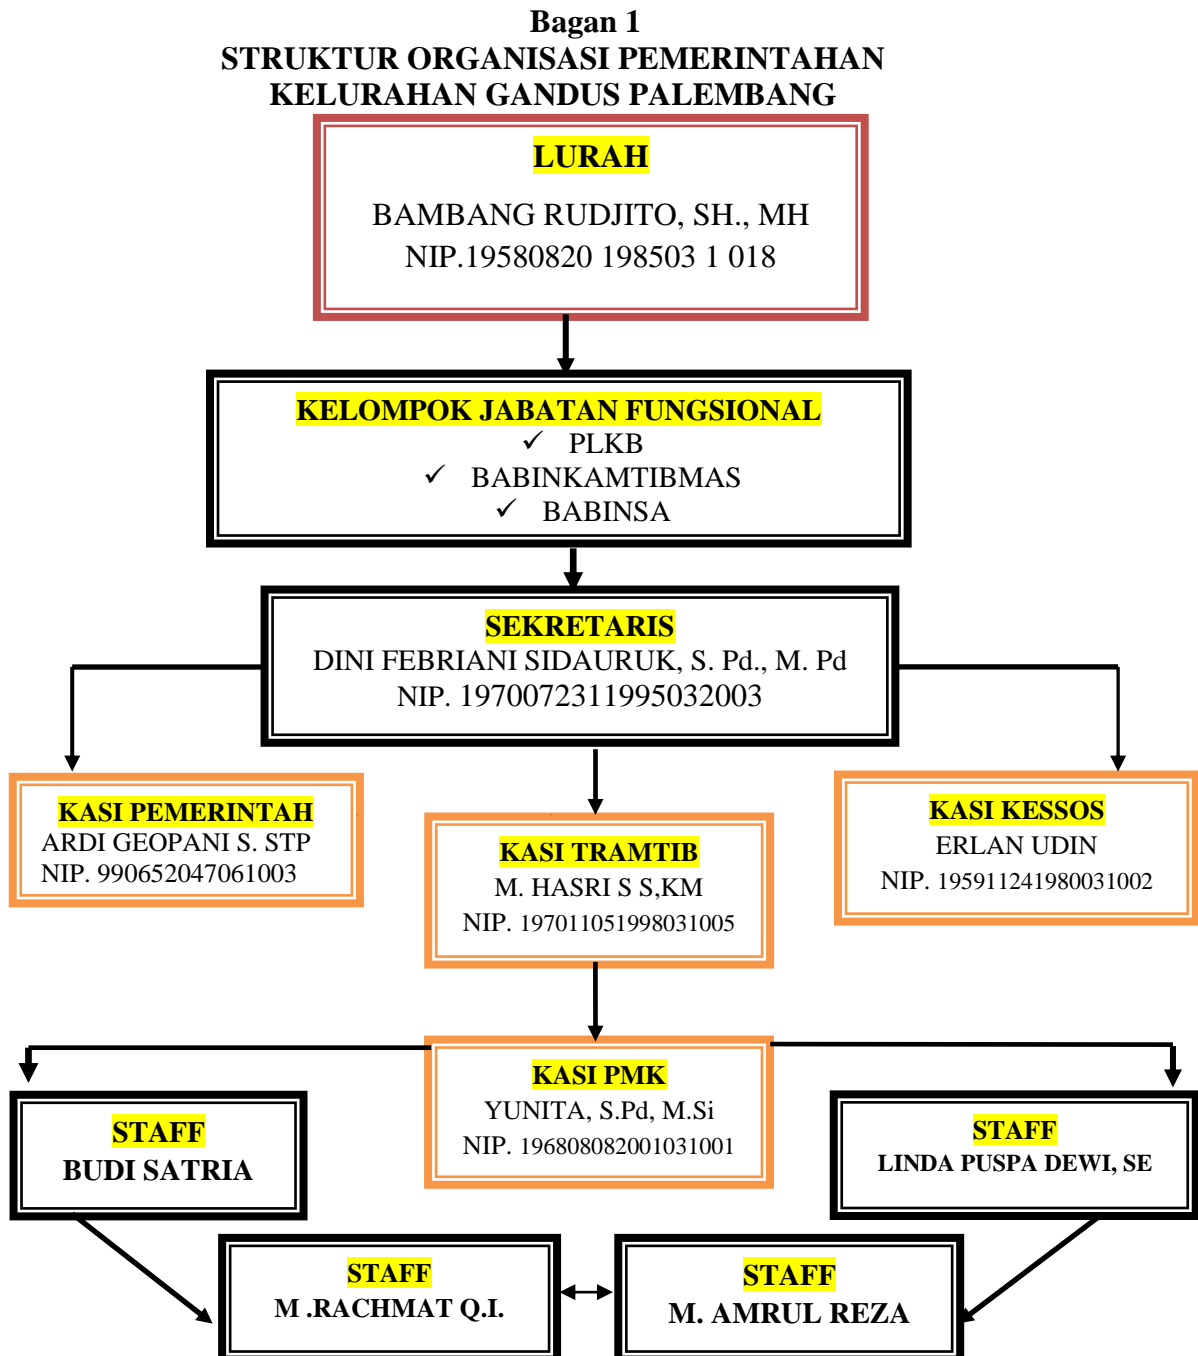 Bagan 1
STRUKTUR ORGANISASI PEMERINTAHAN
KELURAHAN GANDUS PALEMBANG
LURAH
BAMBANG RUDJITO, SH., MH
NIP.19580820 198503 1 018
KELOMPOK JABATAN FUNGSIONAL
✓ PLKB
✓ BABINKAMTIBMAS
✓ BABINSA
SEKRETARIS
DINI FEBRIANI SIDAURUK, S. Pd., M. Pd
NIP. 1970072311995032003
KASI PEMERINTAH
ARDI GEOPANI S. STP
NIP. 990652047061003
KASI TRAMTIB
M. HASRI S S,KM
NIP. 197011051998031005
KASI KESSOS
ERLAN UDIN
NIP. 195911241980031002
KASI PMK
YUNITA, S.Pd, M.Si
NIP. 196808082001031001
STAFF
BUDI SATRIA
STAFF
LINDA PUSPA DEWI, SE
STAFF
M .RACHMAT Q.I.
STAFF
M. AMRUL REZA